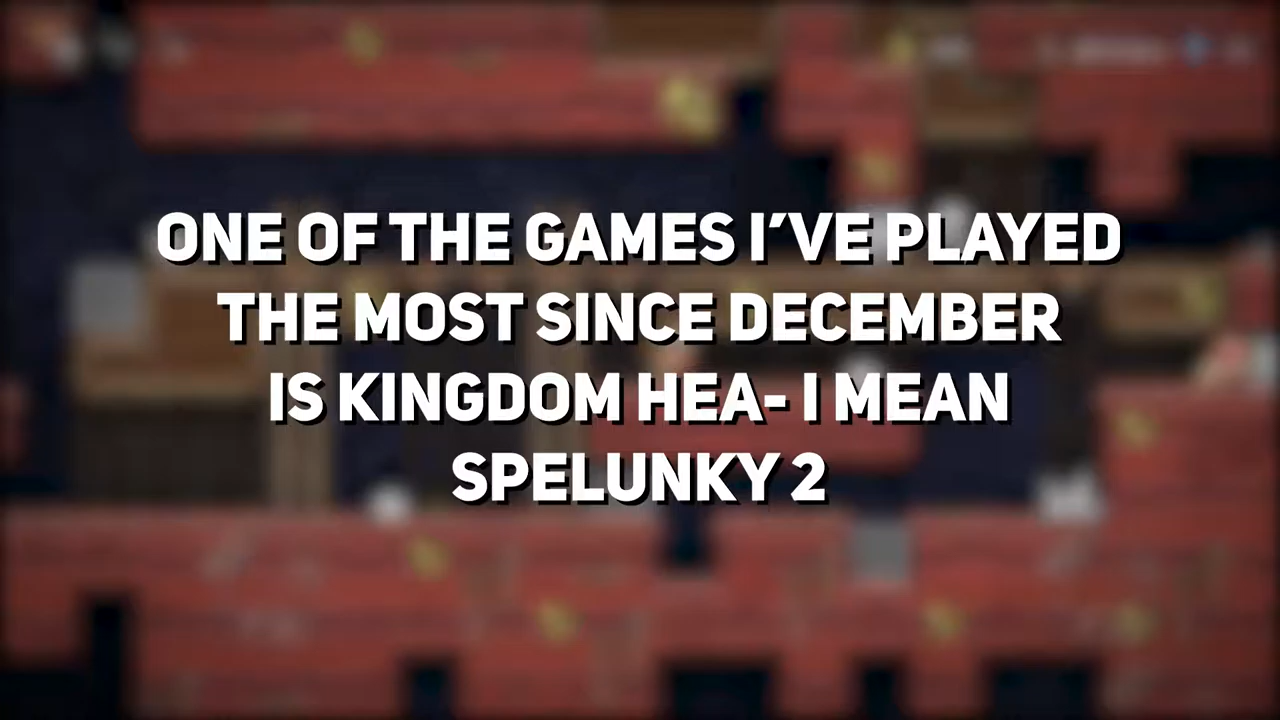 ONE OF THE GAMES I'VE PLAYED
THE MOST SINCE DECEMBER
IS KINGDOM HEA- I MEAN
SPELUNKY 2